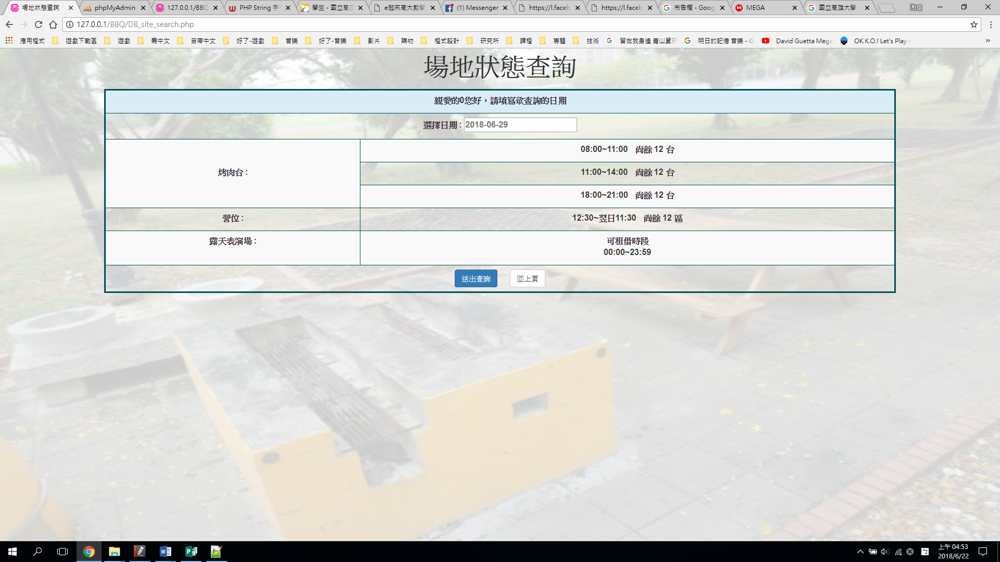 場地狀態查詢
phpMyAdmin
127.0.0.1/BBQ
PHP String 字
學生 - 國立高
e起來高大教學
(1) Messenger
https://l.faceb
https://l.faceb
布告欄 - Goog
MEGA
國立高雄大學 -
湘俊
127.0.0.1/BBQ/DB_site_search.php
應用程式
遊戲下載區
遊戲
需中文
自帶中文
好了-遊戲
音樂
好了-音樂
影片
購物
程式設計
研究所
課程
專題
技術
留在我身邊 青山黛
明日的記憶 音樂 - G
David Guetta Mega
OK K.O.! Let's Play
»
場地狀態查詢
親愛的0您好，請填寫欲查詢的日期
選擇日期 : 2018-06-29
烤肉台 :
08:00~11:00 尚餘 12 台
11:00~14:00 尚餘 12 台
18:00~21:00 尚餘 12 台
營位 :
12:30~翌日11:30 尚餘 12 區
露天表演場 :
可租借時段
00:00~23:59
送出查詢
回上頁
上午 04:53
2018/6/22